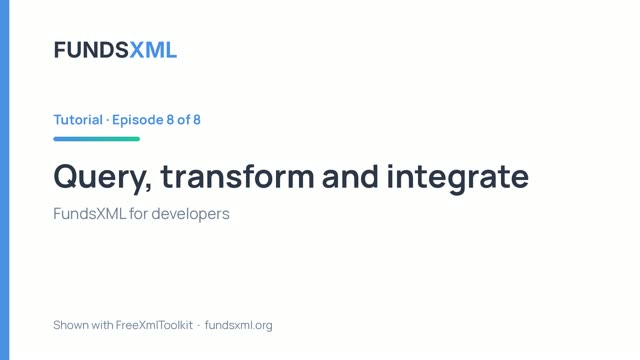 FUNDSXML
Tutorial · Episode 8 of 8
Query, transform and integrate
FundsXML for developers
Shown with FreeXmlToolkit · fundsxml.org